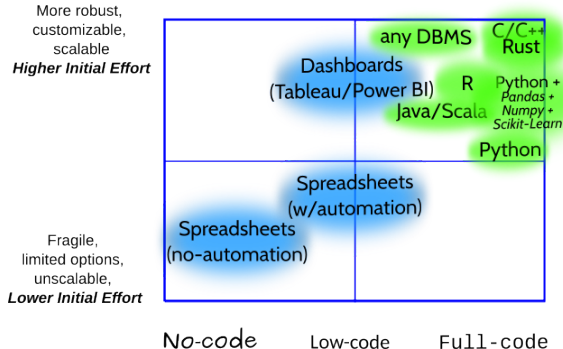 More robust,
customizable,
scalable
Higher Initial Effort
any DBMS
C/C++
Rust
Dashboards
(Tableau/Power BI)
R
Python +
Pandas +
Numpy +
Scikit-Learn
Java/Scala
Python
Spreadsheets
(w/automation)
Spreadsheets
(no-automation)
Fragile,
limited options,
unscalable,
Lower Initial Effort
No-code
Low-code
Full-code